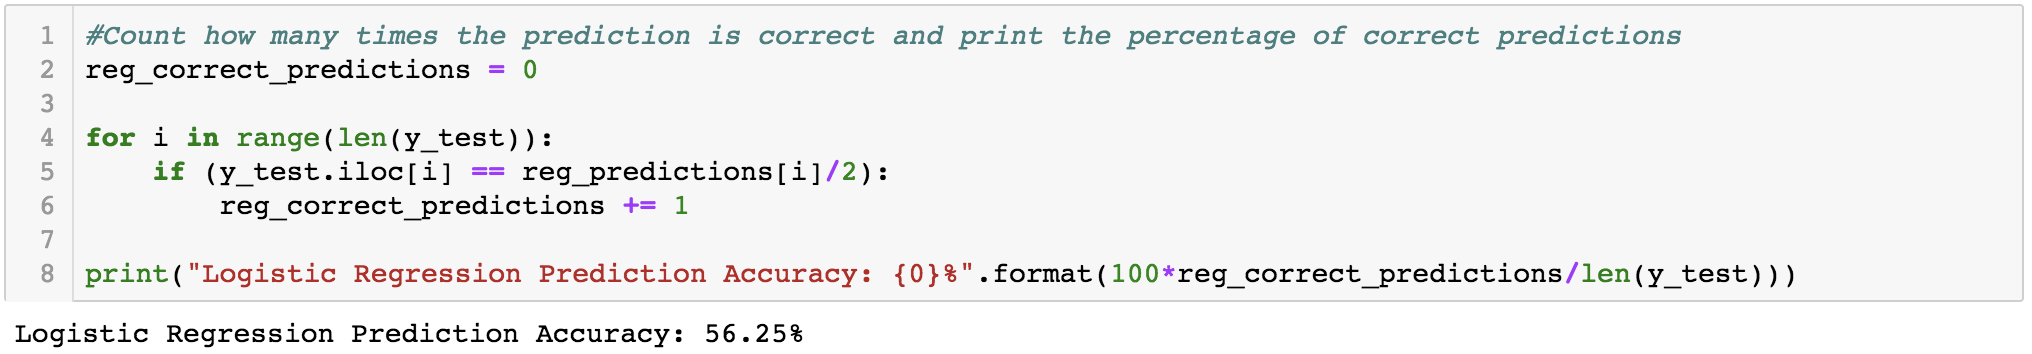 1 #Count how many times the prediction is correct and print the percentage of correct predictions
2 reg_correct_predictions = 0
3
4 for i in range(len(y_test)):
5     if (y_test.iloc[i] == reg_predictions[i]/2):
6         reg_correct_predictions += 1
7
8 print("Logistic Regression Prediction Accuracy: {0}%".format(100*reg_correct_predictions/len(y_test)))
Logistic Regression Prediction Accuracy: 56.25%